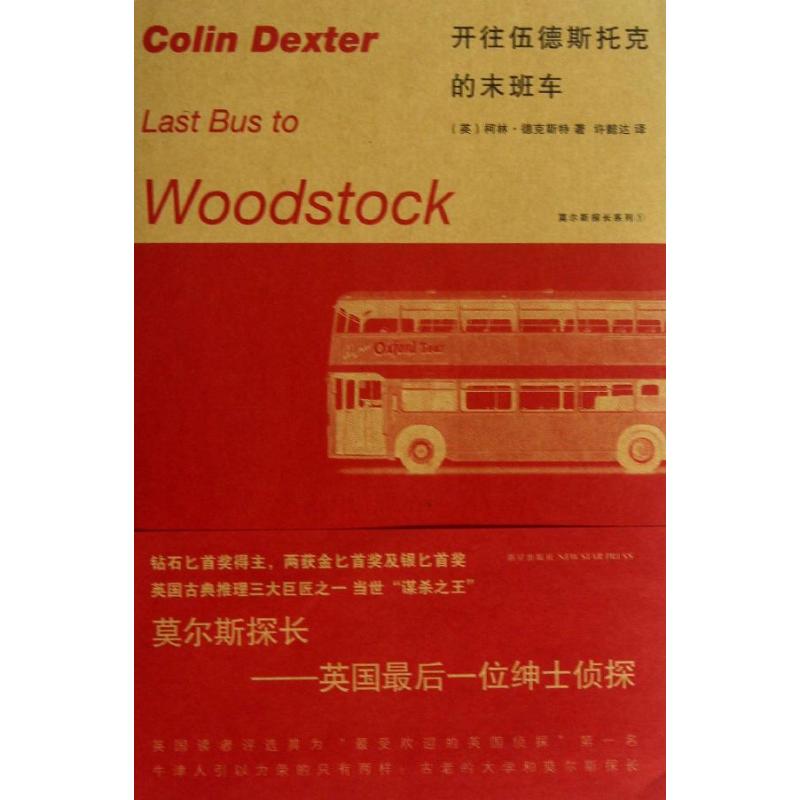 Colin Dexter
Last Bus to
Woodstock
开往伍德斯托克
的末班车
（英）柯林·德克斯特 著 许懿达 译
莫尔斯探长系列①
Oxford Tour
新星出版社 NEW STAR PRESS
钻石匕首奖得主，两获金匕首奖及银匕首奖
英国古典推理三大巨匠之一 当世“谋杀之王”
莫尔斯探长
——英国最后一位绅士侦探
英国读者评选其为“最受欢迎的英国侦探”第一名
牛津人引以为荣的只有两样：古老的大学和莫尔斯探长